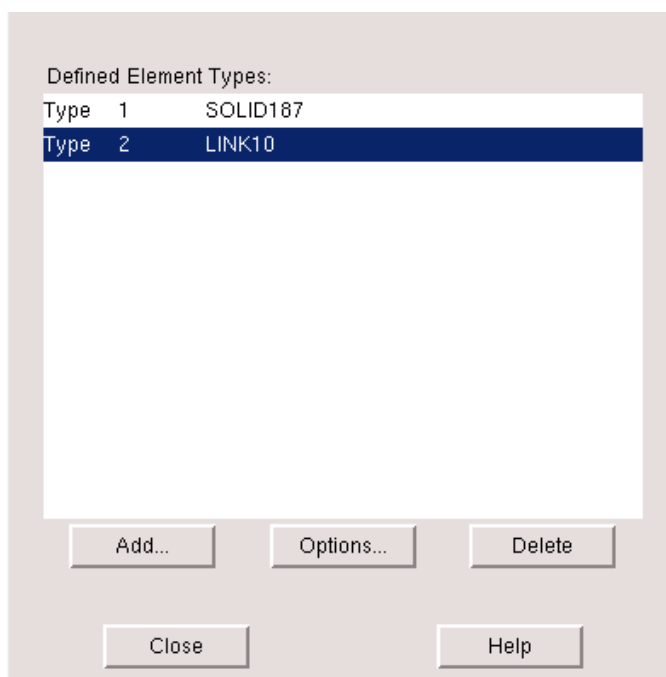 Defined Element Types:
Type 1 SOLID187
Type 2 LINK10
Add... Options... Delete
Close Help